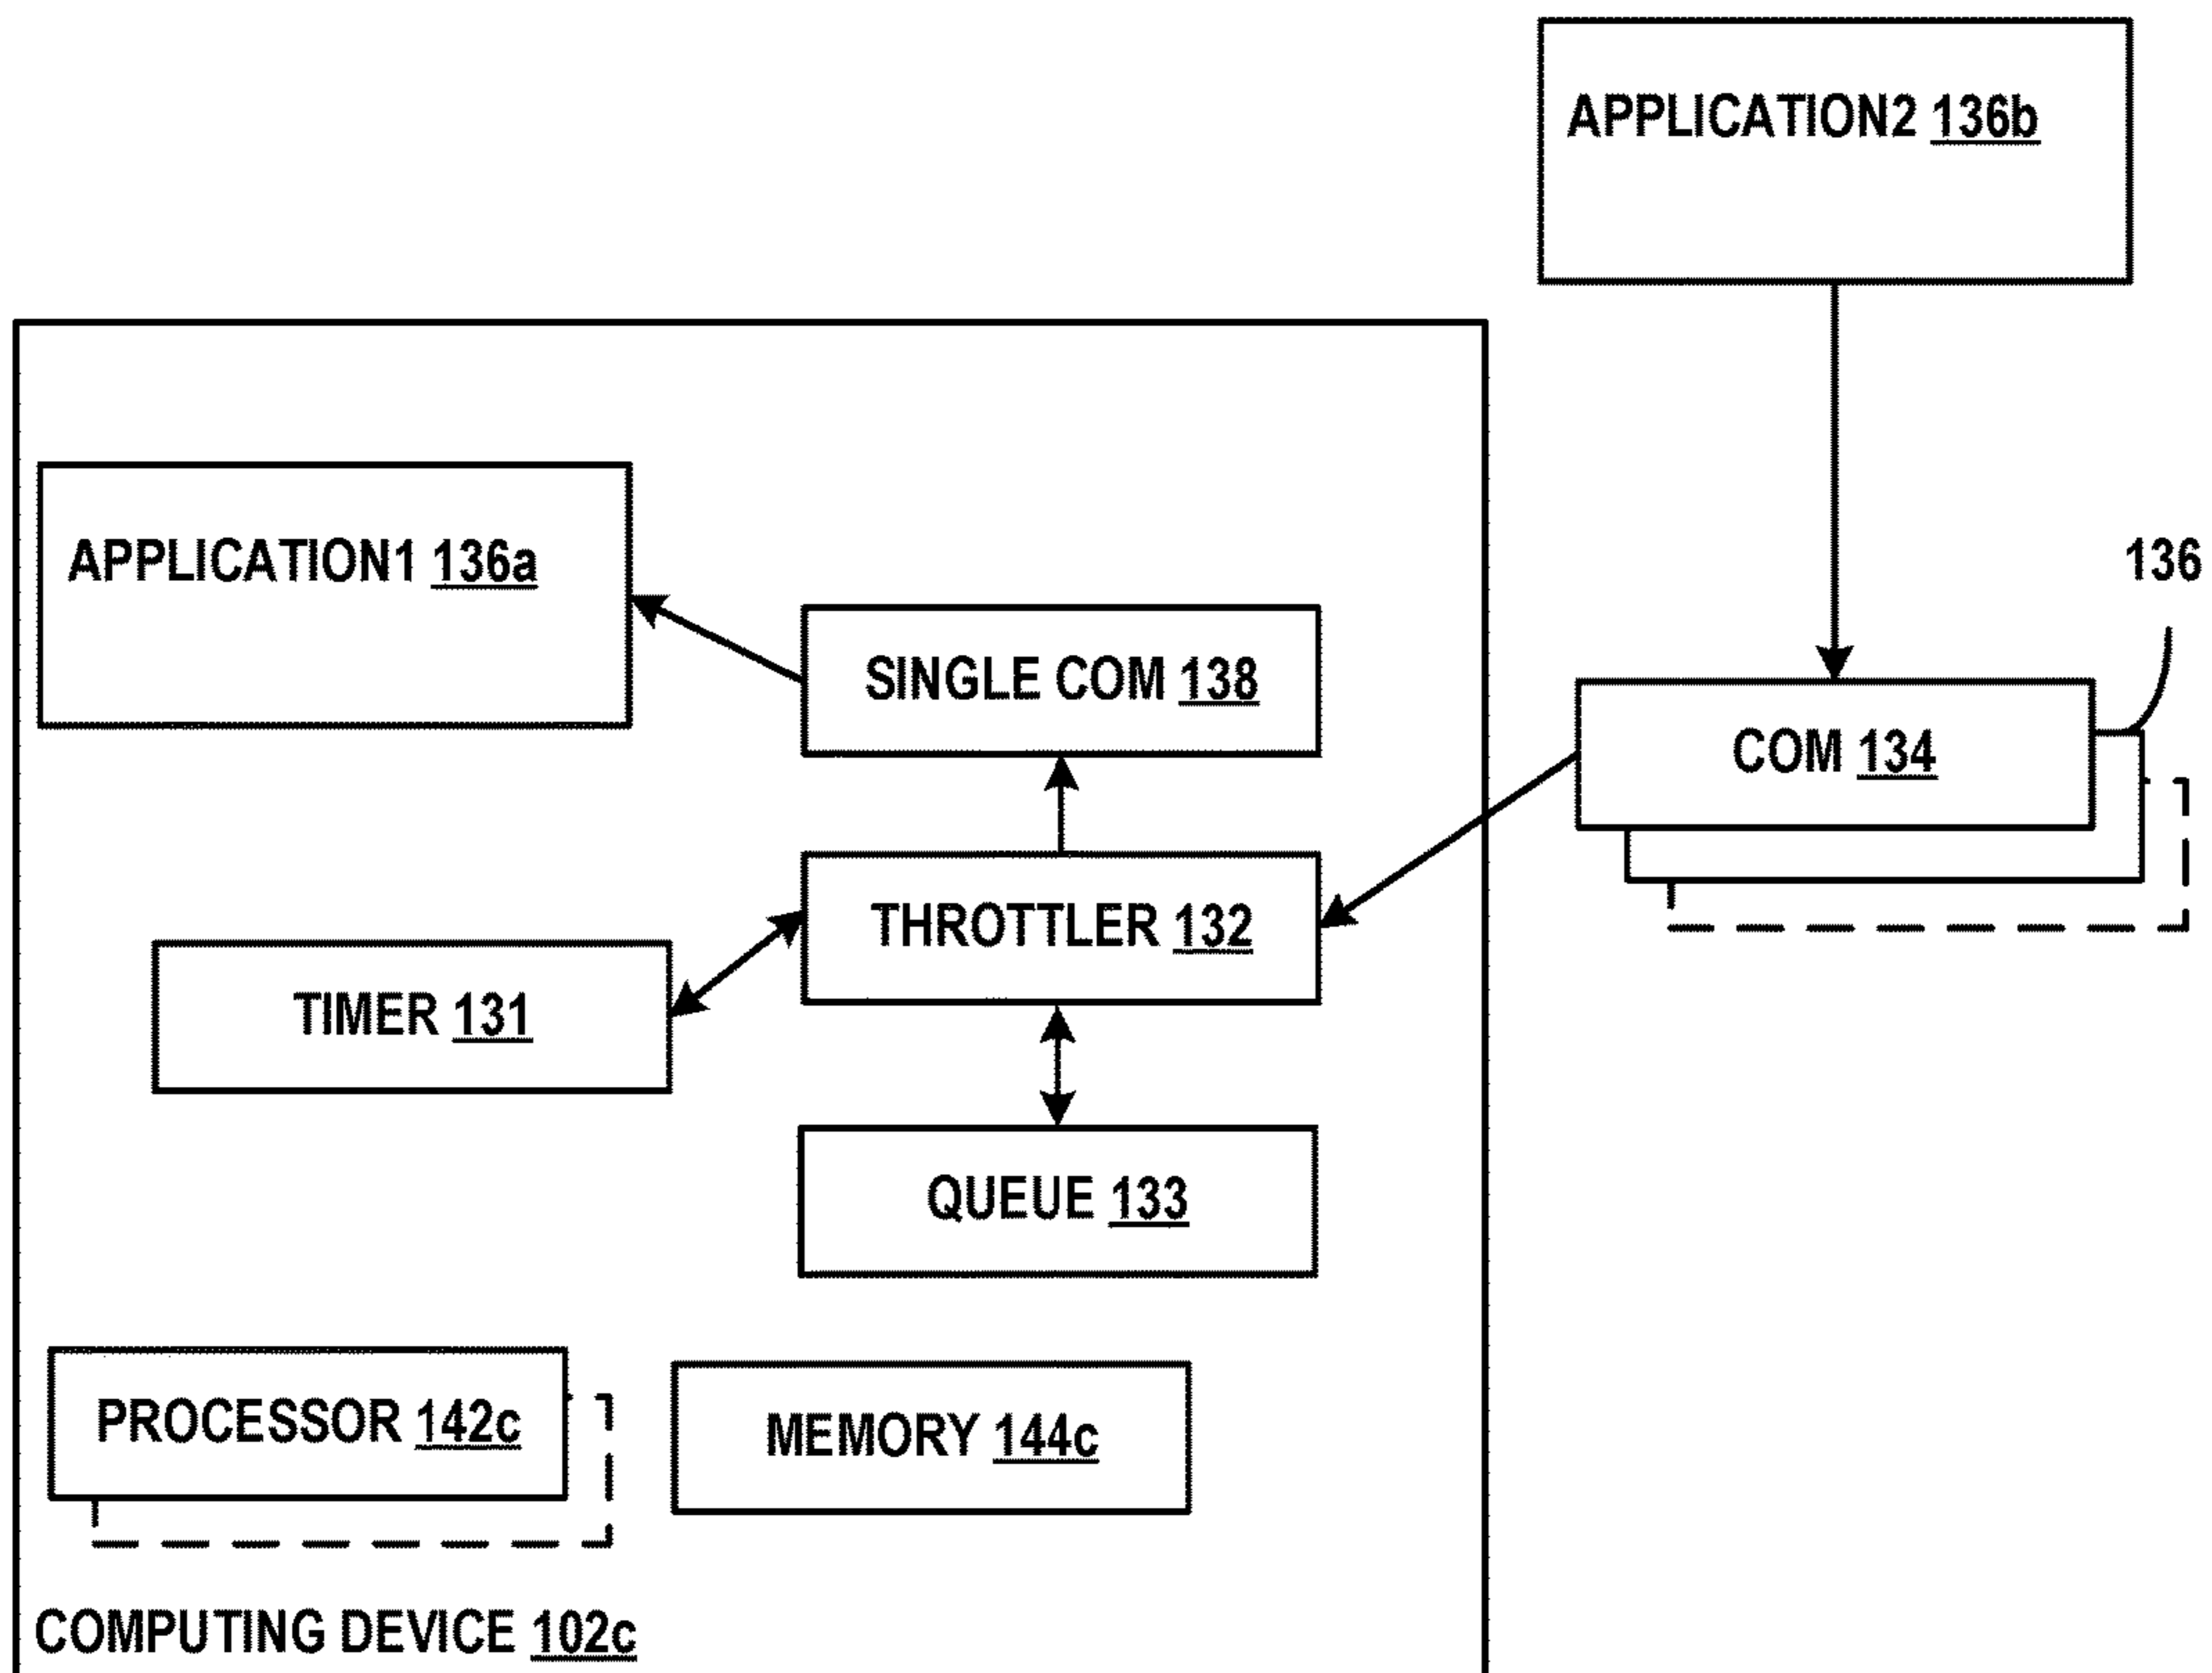 APPLICATION2 136b
APPLICATION1 136a
136
SINGLE COM 138
COM 134
THROTTLER 132
TIMER 131
QUEUE 133
PROCESSOR 142c
MEMORY 144c
COMPUTING DEVICE 102c